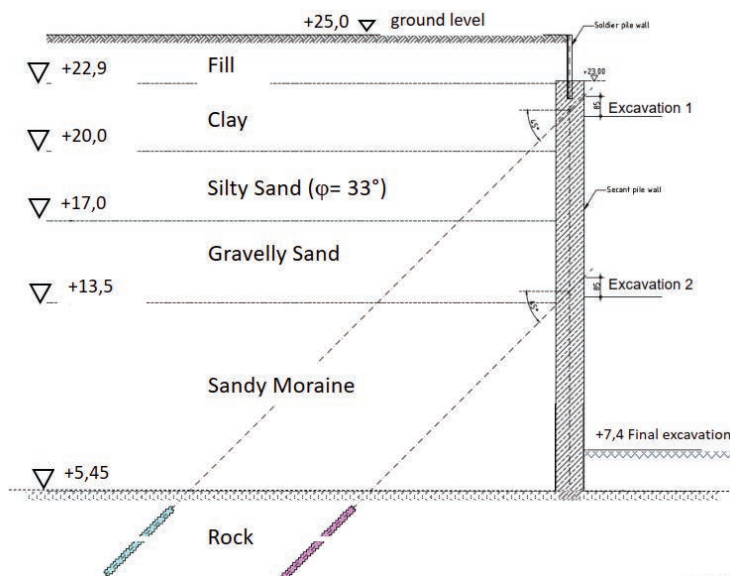 +25,0 ground level
Soldier pile wall
+22,9
Fill
+23,00
85
Excavation 1
Clay
45°
+20,0
Silty Sand (φ= 33°)
Secant pile wall
+17,0
Gravelly Sand
85
Excavation 2
+13,5
45°
Sandy Moraine
+7,4 Final excavation
+5,45
Rock